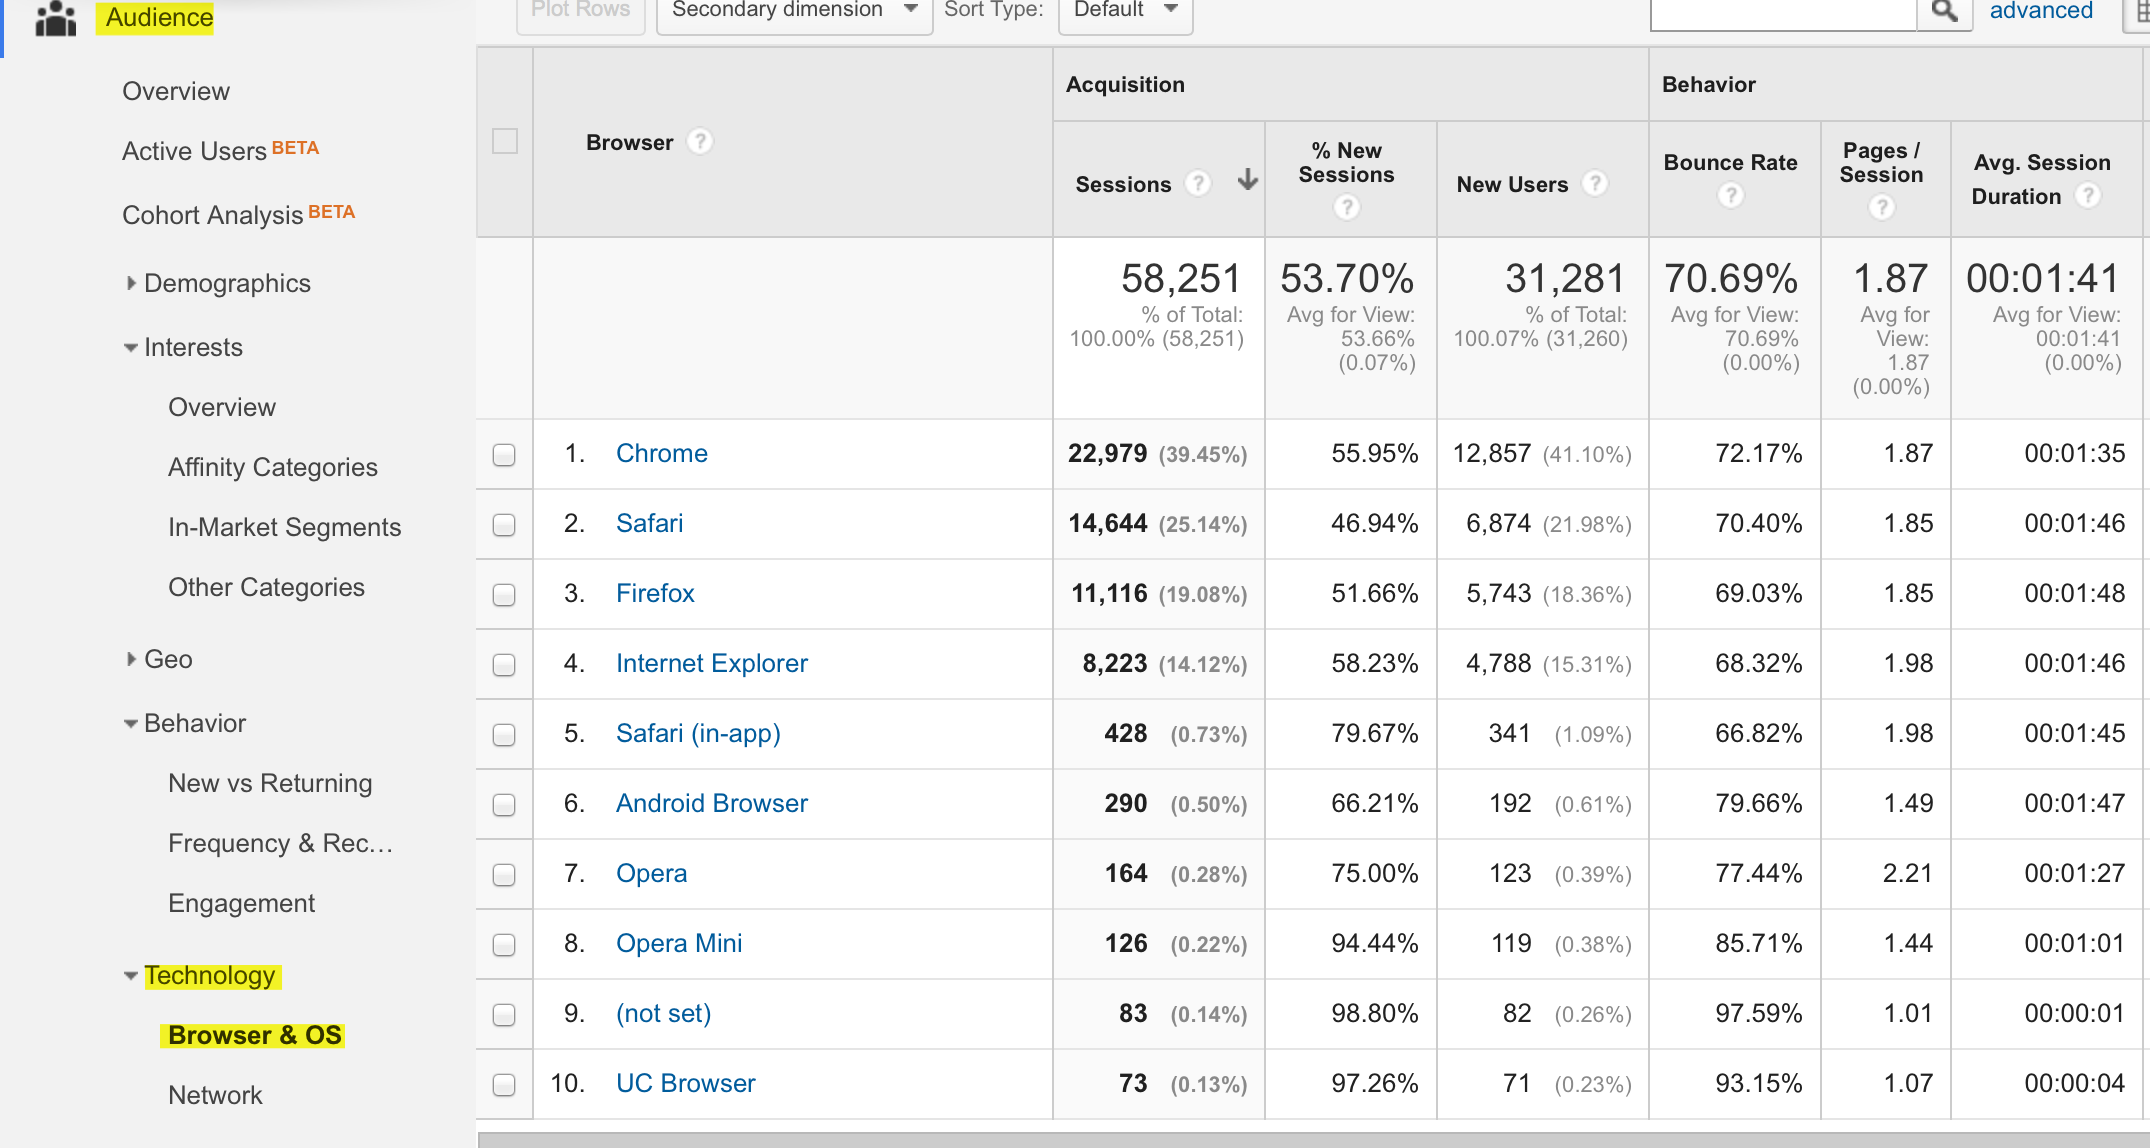 Audience
Overview
Active Users BETA
Cohort Analysis BETA
Demographics
Interests
Overview
Affinity Categories
In-Market Segments
Other Categories
Geo
Behavior
New vs Returning
Frequency & Rec...
Engagement
Technology
Browser & OS
Network
Plot Rows Secondary dimension Sort Type: Default advanced
Acquisition Behavior
Browser ? Sessions ? % New Sessions ? New Users ? Bounce Rate ? Pages / Session ? Avg. Session Duration ?
58,251 53.70% 31,281 70.69% 1.87 00:01:41
% of Total: 100.00% (58,251) Avg for View: 53.66% (0.07%) % of Total: 100.07% (31,260) Avg for View: 70.69% (0.00%) Avg for View: 1.87 (0.00%) Avg for View: 00:01:41 (0.00%)
1. Chrome 22,979 (39.45%) 55.95% 12,857 (41.10%) 72.17% 1.87 00:01:35
2. Safari 14,644 (25.14%) 46.94% 6,874 (21.98%) 70.40% 1.85 00:01:46
3. Firefox 11,116 (19.08%) 51.66% 5,743 (18.36%) 69.03% 1.85 00:01:48
4. Internet Explorer 8,223 (14.12%) 58.23% 4,788 (15.31%) 68.32% 1.98 00:01:46
5. Safari (in-app) 428 (0.73%) 79.67% 341 (1.09%) 66.82% 1.98 00:01:45
6. Android Browser 290 (0.50%) 66.21% 192 (0.61%) 79.66% 1.49 00:01:47
7. Opera 164 (0.28%) 75.00% 123 (0.39%) 77.44% 2.21 00:01:27
8. Opera Mini 126 (0.22%) 94.44% 119 (0.38%) 85.71% 1.44 00:01:01
9. (not set) 83 (0.14%) 98.80% 82 (0.26%) 97.59% 1.01 00:00:01
10. UC Browser 73 (0.13%) 97.26% 71 (0.23%) 93.15% 1.07 00:00:04